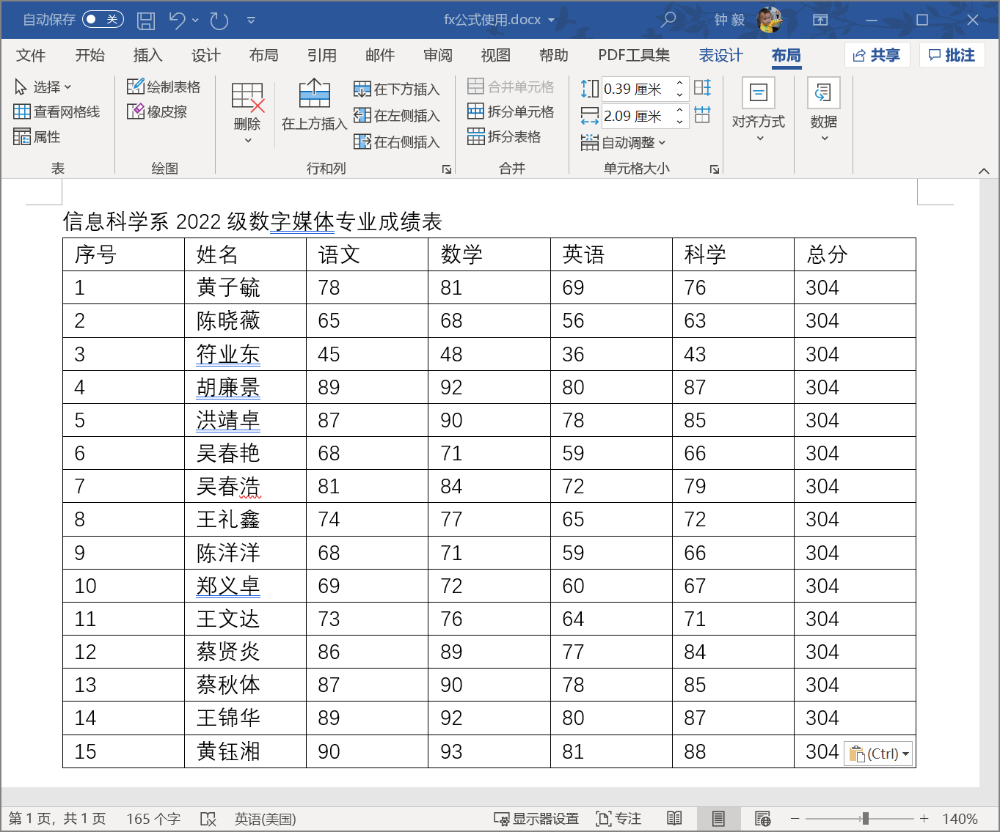 自动保存 关 fx公式使用.docx 钟 毅
文件 开始 插入 设计 布局 引用 邮件 审阅 视图 帮助 PDF工具集 表设计 布局 共享 批注
选择
查看网格线
属性
表
绘制表格
橡皮擦
绘图
删除
在上方插入
在下方插入
在左侧插入
在右侧插入
行和列
合并单元格
拆分单元格
拆分表格
合并
0.39 厘米
2.09 厘米
自动调整
单元格大小
对齐方式
数据
信息科学系 2022 级数字媒体专业成绩表
序号 姓名 语文 数学 英语 科学 总分
1 黄子毓 78 81 69 76 304
2 陈晓薇 65 68 56 63 304
3 符业东 45 48 36 43 304
4 胡廉景 89 92 80 87 304
5 洪靖卓 87 90 78 85 304
6 吴春艳 68 71 59 66 304
7 吴春浩 81 84 72 79 304
8 王礼鑫 74 77 65 72 304
9 陈洋洋 68 71 59 66 304
10 郑义卓 69 72 60 67 304
11 王文达 73 76 64 71 304
12 蔡贤炎 86 89 77 84 304
13 蔡秋体 87 90 78 85 304
14 王锦华 89 92 80 87 304
15 黄钰湘 90 93 81 88 304 (Ctrl)
第 1 页，共 1 页 165 个字 英语(美国) 显示器设置 专注 140%